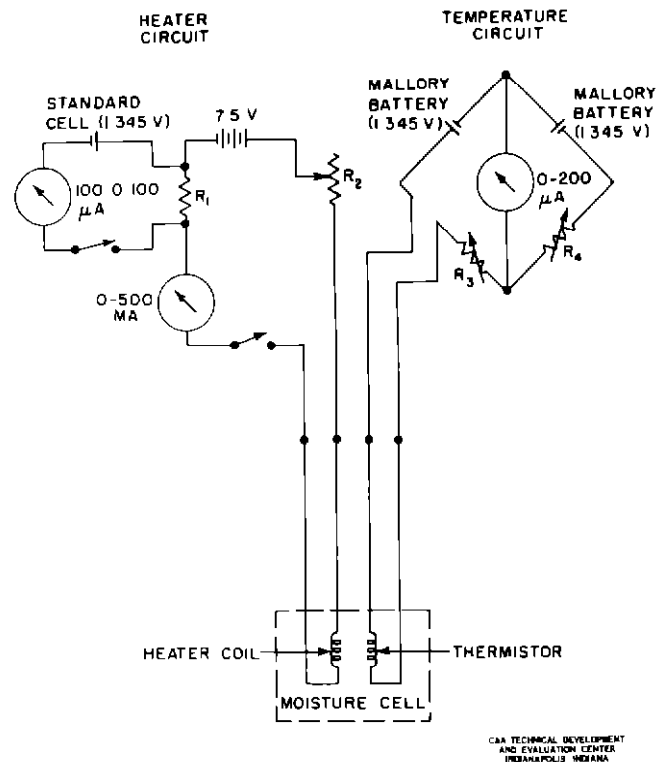 HEATER
CIRCUIT
TEMPERATURE
CIRCUIT
STANDARD
CELL (1 345 V)
7 5 V
MALLORY
BATTERY
(1 345 V)
MALLORY
BATTERY
(1 345 V)
100 0 100
μA
R1
R2
0-200
μA
R3
R4
0-500
MA
HEATER COIL
THERMISTOR
MOISTURE CELL
CAA TECHNICAL DEVELOPMENT
AND EVALUATION CENTER
INDIANAPOLIS INDIANA